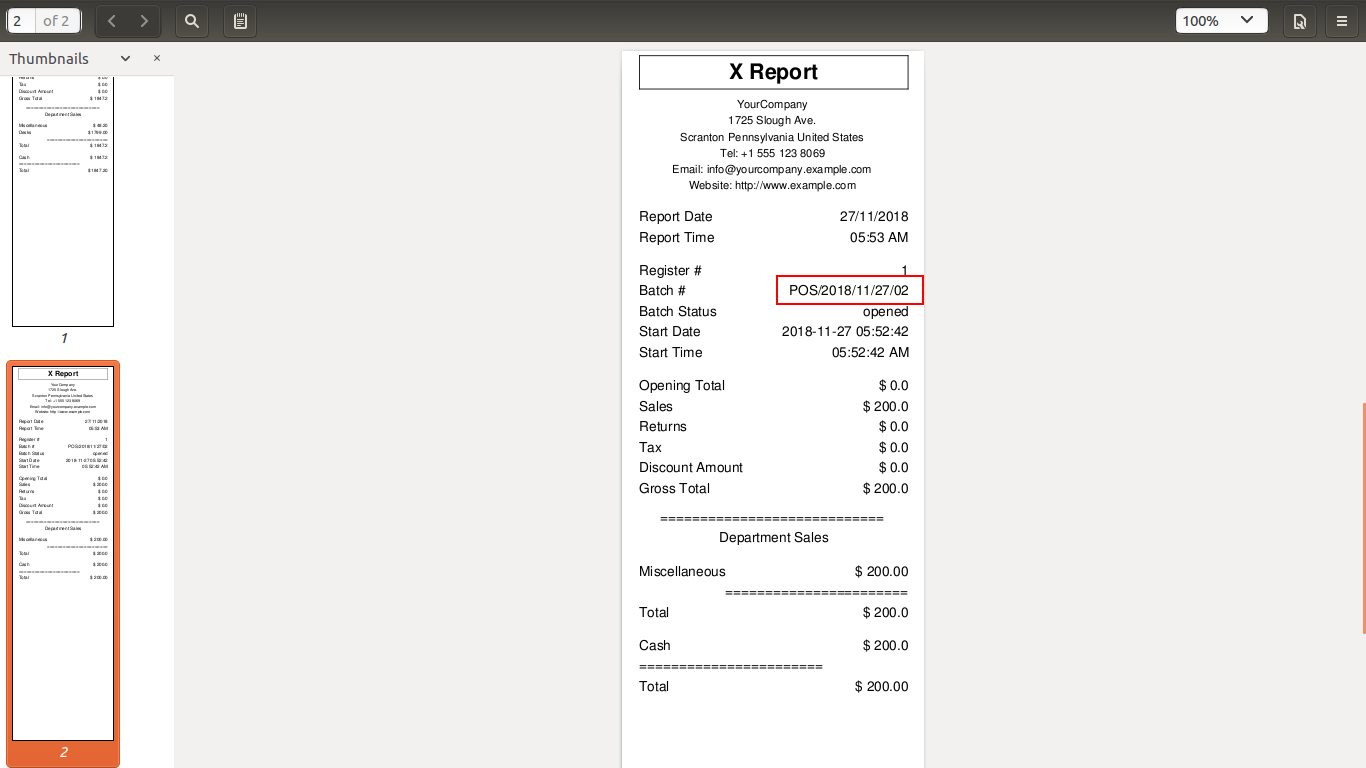 2 of 2 100%
Thumbnails
Tax $ 0.0
Discount Amount $ 0.0
Gross Total $ 1847.2
===========================
Department Sales
Miscellaneous $ 48.20
Desks $ 1799.00
=======================
Total $ 1847.2
Cash $ 1847.2
=======================
Total $ 1847.20
1
X Report
YourCompany
1725 Slough Ave.
Scranton Pennsylvania United States
Tel: +1 555 123 8069
Email: info@yourcompany.example.com
Website: http://www.example.com
Report Date 27/11/2018
Report Time 05:53 AM
Register # 1
Batch # POS/2018/11/27/02
Batch Status opened
Start Date 2018-11-27 05:52:42
Start Time 05:52:42 AM
Opening Total $ 0.0
Sales $ 200.0
Returns $ 0.0
Tax $ 0.0
Discount Amount $ 0.0
Gross Total $ 200.0
===========================
Department Sales
Miscellaneous $ 200.00
=======================
Total $ 200.0
Cash $ 200.0
=======================
Total $ 200.00
2
X Report
YourCompany
1725 Slough Ave.
Scranton Pennsylvania United States
Tel: +1 555 123 8069
Email: info@yourcompany.example.com
Website: http://www.example.com
Report Date 27/11/2018
Report Time 05:53 AM
Register # 1
Batch # POS/2018/11/27/02
Batch Status opened
Start Date 2018-11-27 05:52:42
Start Time 05:52:42 AM
Opening Total $ 0.0
Sales $ 200.0
Returns $ 0.0
Tax $ 0.0
Discount Amount $ 0.0
Gross Total $ 200.0
============================
Department Sales
Miscellaneous $ 200.00
=======================
Total $ 200.0
Cash $ 200.0
=======================
Total $ 200.00